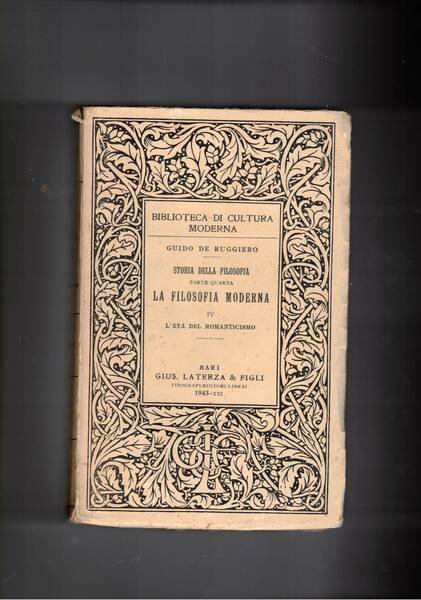 BIBLIOTECA DI CULTURA
MODERNA
GUIDO DE RUGGIERO
STORIA DELLA FILOSOFIA
PARTE QUARTA
LA FILOSOFIA MODERNA
IV
L'ETÀ DEL ROMANTICISMO
BARI
GIUS. LATERZA & FIGLI
TIPOGRAFI-EDITORI-LIBRAI
1943-XXI